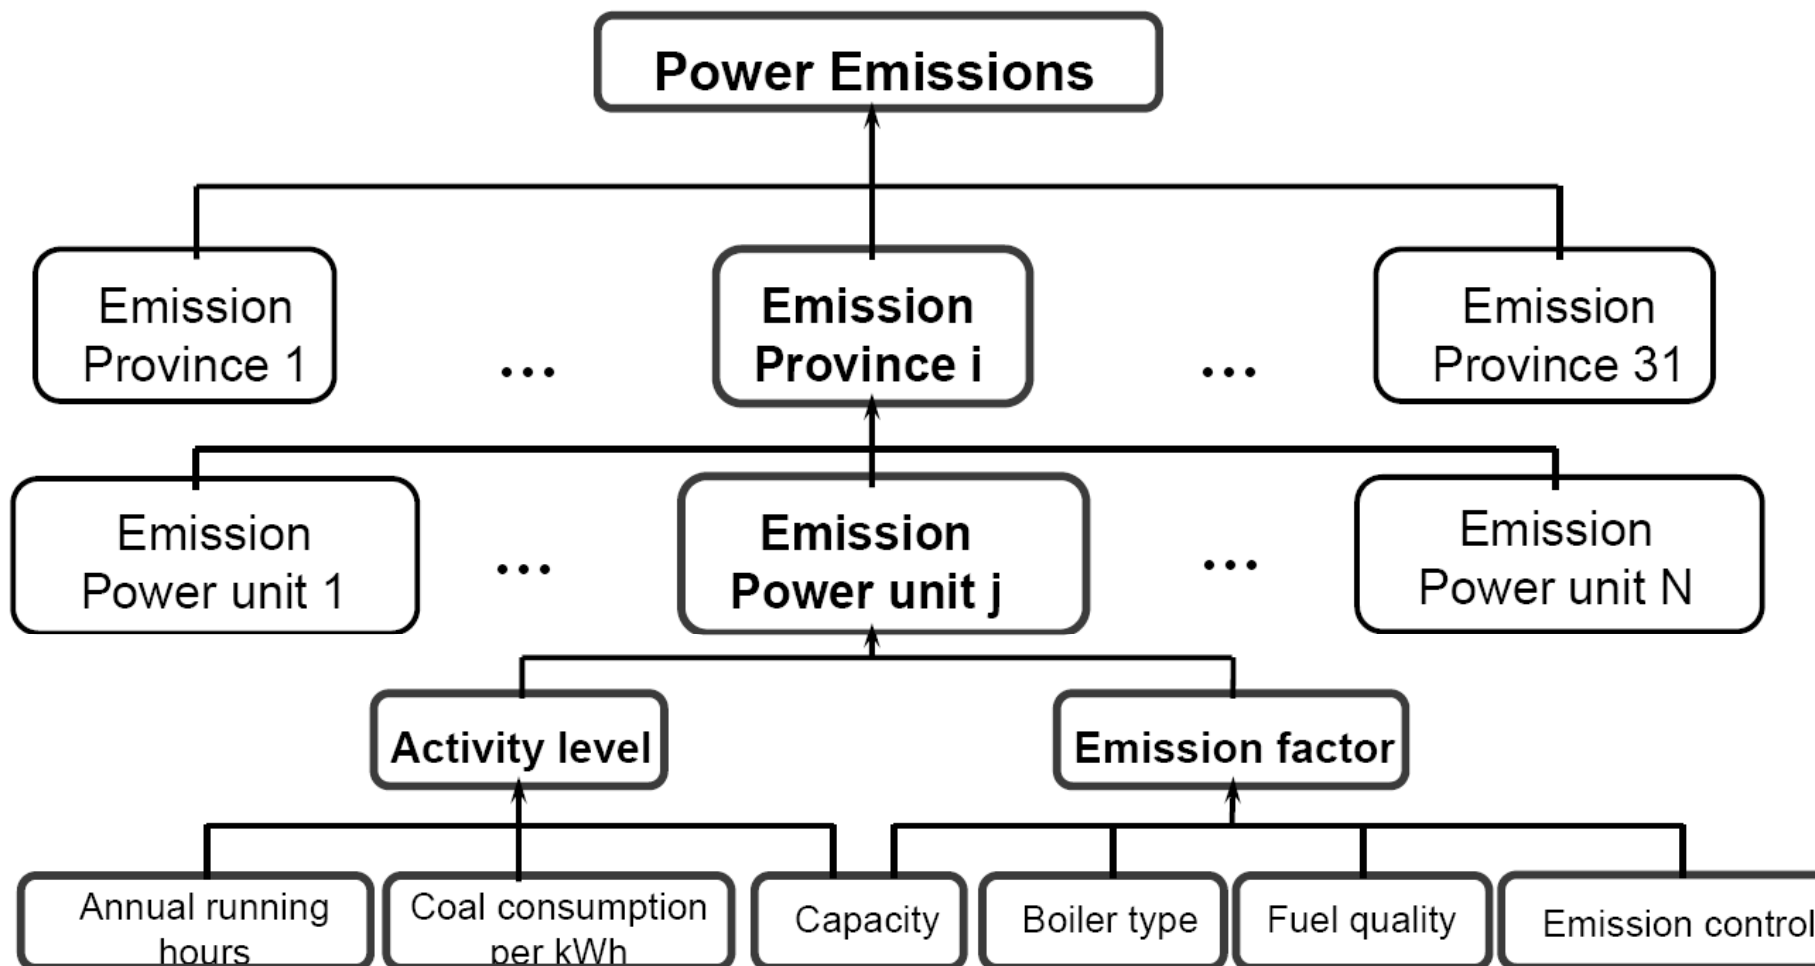 Power Emissions
Emission
Province 1
...
Emission
Province i
...
Emission
Province 31
Emission
Power unit 1
...
Emission
Power unit j
...
Emission
Power unit N
Activity level
Emission factor
Annual running
hours
Coal consumption
per kWh
Capacity
Boiler type
Fuel quality
Emission control